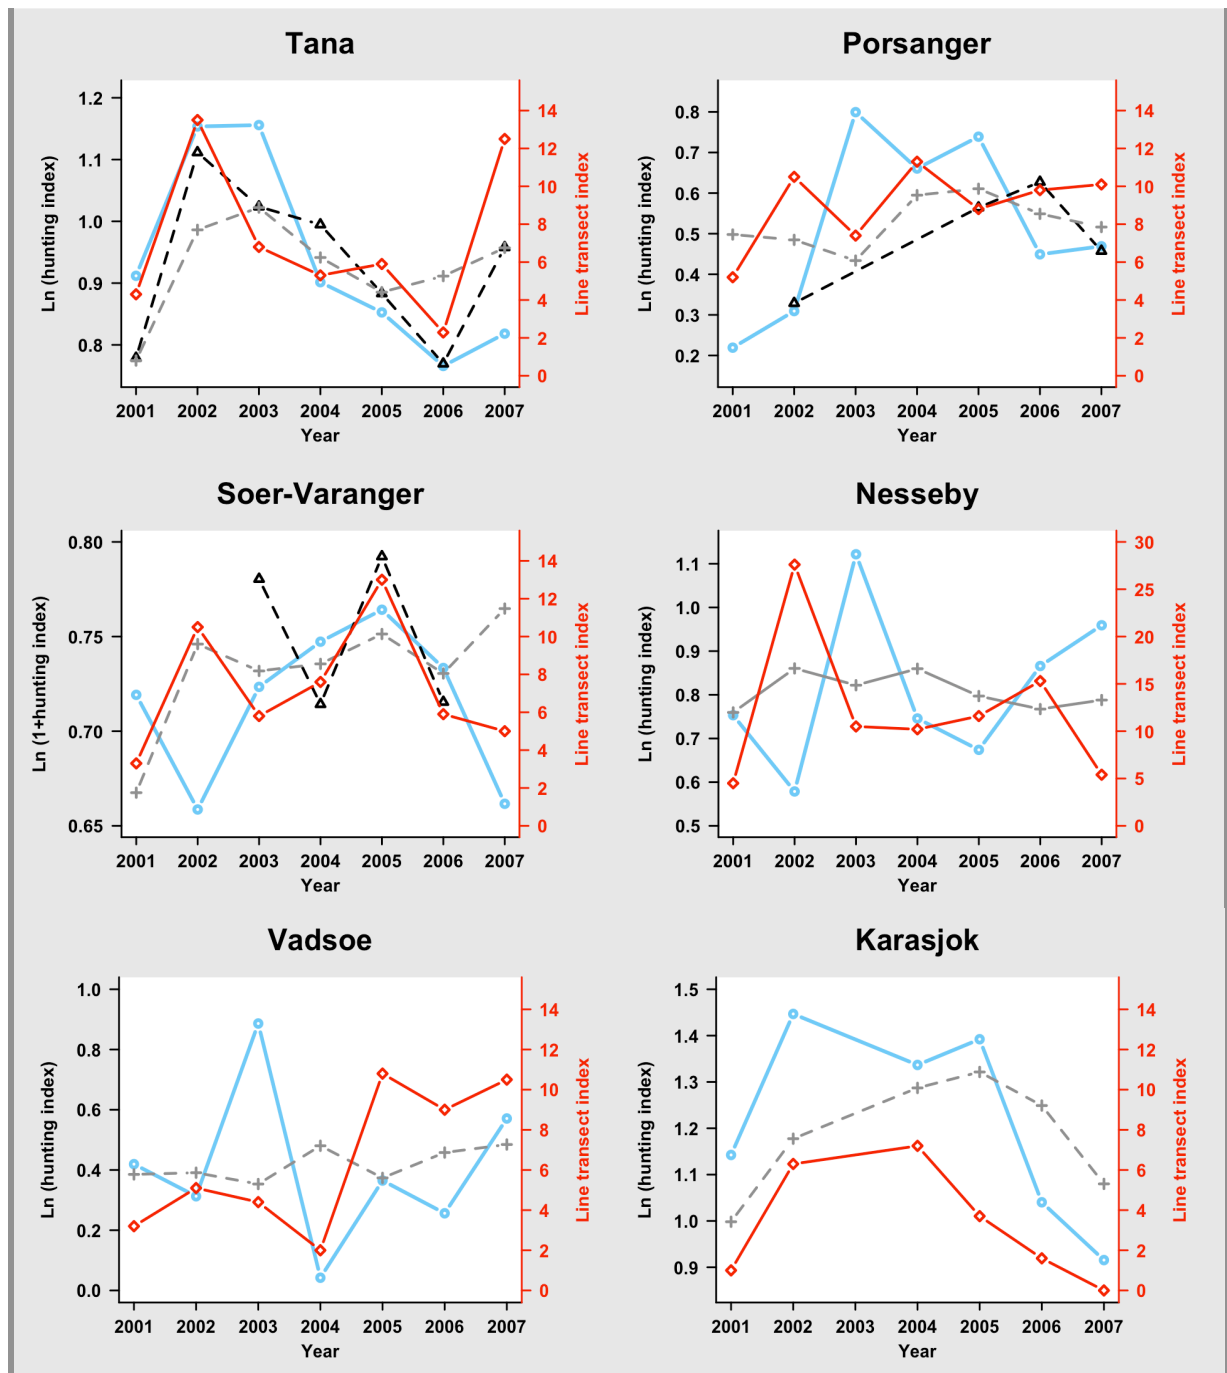 Tana
Ln (hunting index)
1.2
1.1
1.0
0.9
0.8
14
12
10
8
6
4
2
0
Line transect index
2001 2002 2003 2004 2005 2006 2007
Year
Porsanger
Ln (hunting index)
0.8
0.7
0.6
0.5
0.4
0.3
0.2
14
12
10
8
6
4
2
0
Line transect index
2001 2002 2003 2004 2005 2006 2007
Year
Soer-Varanger
Ln (1+hunting index)
0.80
0.75
0.70
0.65
14
12
10
8
6
4
2
0
Line transect index
2001 2002 2003 2004 2005 2006 2007
Year
Nesseby
Ln (hunting index)
1.1
1.0
0.9
0.8
0.7
0.6
0.5
30
25
20
15
10
5
0
Line transect index
2001 2002 2003 2004 2005 2006 2007
Year
Vadsoe
Ln (hunting index)
1.0
0.8
0.6
0.4
0.2
0.0
14
12
10
8
6
4
2
0
Line transect index
2001 2002 2003 2004 2005 2006 2007
Year
Karasjok
Ln (hunting index)
1.5
1.4
1.3
1.2
1.1
1.0
0.9
14
12
10
8
6
4
2
0
Line transect index
2001 2002 2003 2004 2005 2006 2007
Year